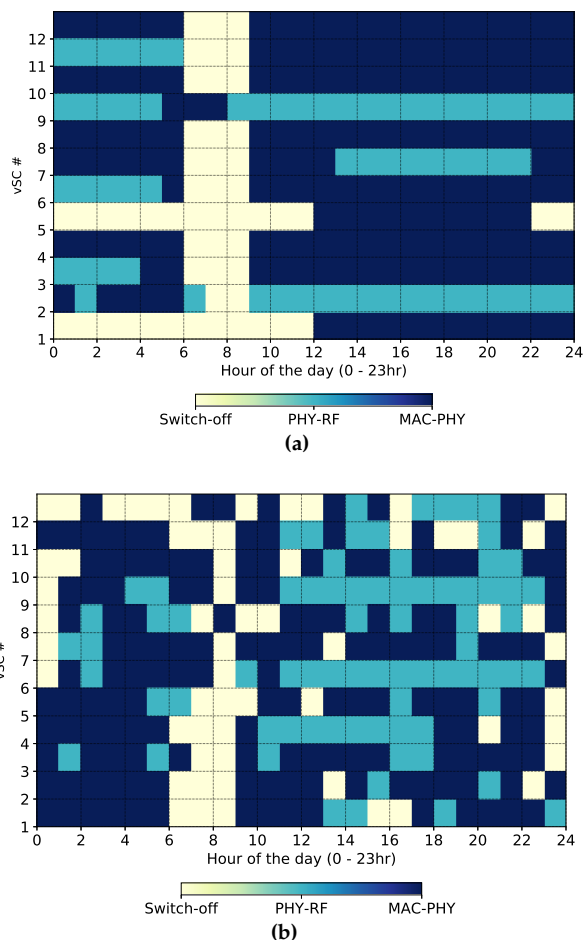 12
11
10
9
8
7
6
5
4
3
2
1
vSC #
0 2 4 6 8 10 12 14 16 18 20 22 24
Hour of the day (0 - 23hr)
Switch-off PHY-RF MAC-PHY
(a)
12
11
10
9
8
7
6
5
4
3
2
1
vSC #
0 2 4 6 8 10 12 14 16 18 20 22 24
Hour of the day (0 - 23hr)
Switch-off PHY-RF MAC-PHY
(b)